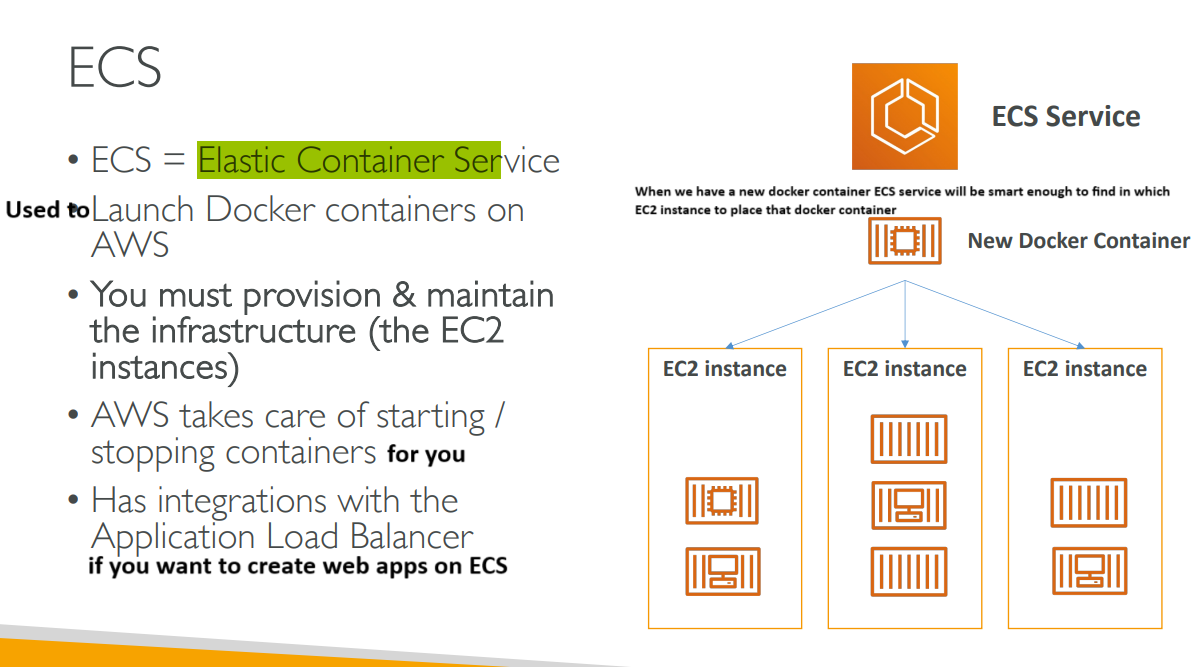 ECS
• ECS = Elastic Container Service
Used to Launch Docker containers on
AWS
• You must provision & maintain
the infrastructure (the EC2
instances)
• AWS takes care of starting /
stopping containers for you
• Has integrations with the
Application Load Balancer
if you want to create web apps on ECS
ECS Service
When we have a new docker container ECS service will be smart enough to find in which
EC2 instance to place that docker container
New Docker Container
EC2 instance
EC2 instance
EC2 instance